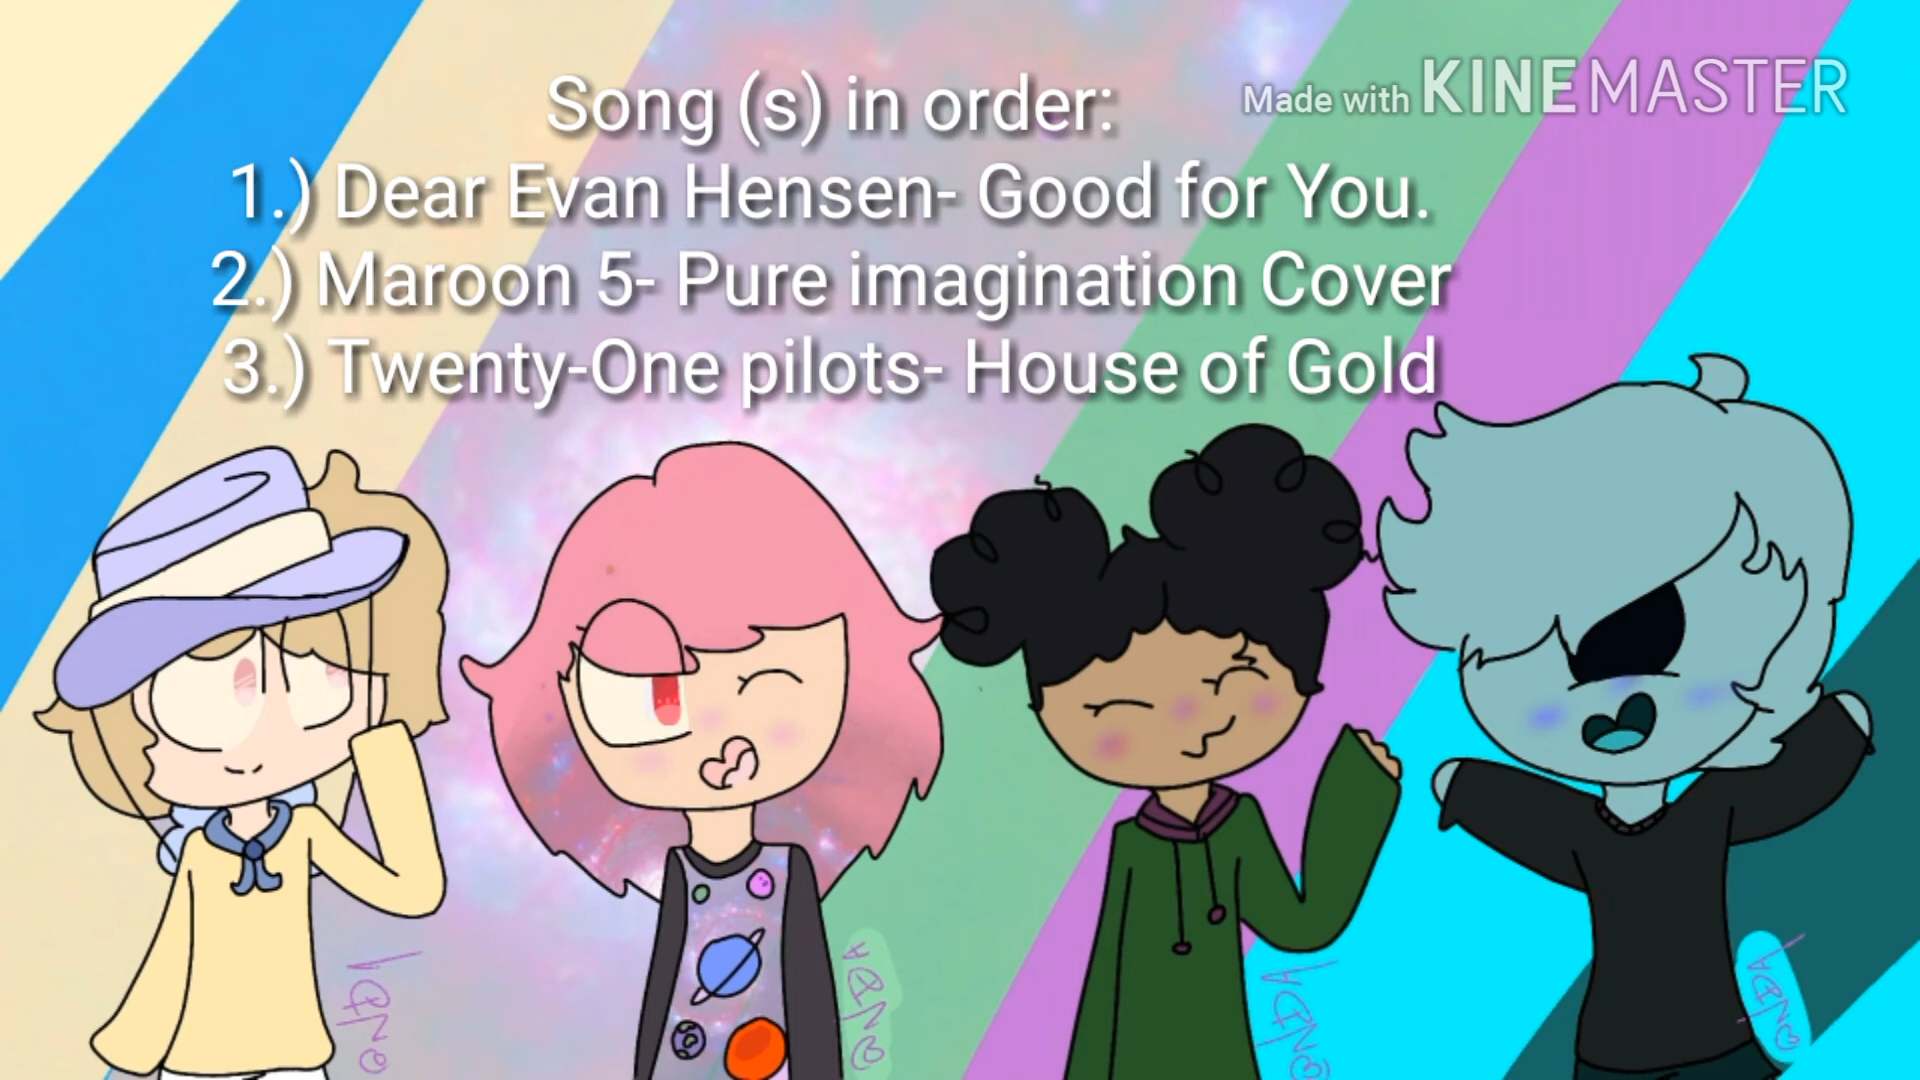 Song (s) in order:
Made with KINEMASTER
1.) Dear Evan Hensen- Good for You.
2.) Maroon 5- Pure imagination Cover
3.) Twenty-One pilots- House of Gold